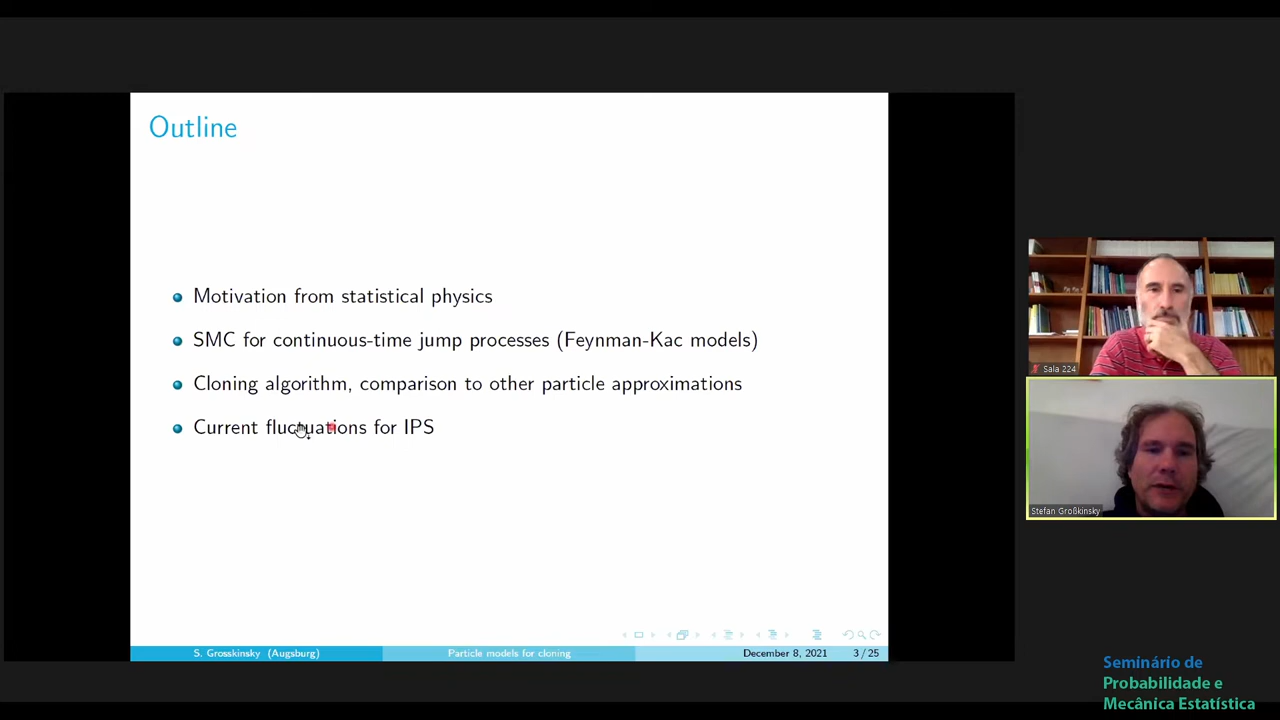 Outline
Motivation from statistical physics
SMC for continuous-time jump processes (Feynman-Kac models)
Cloning algorithm, comparison to other particle approximations
Current fluctuations for IPS
S. Grosskinsky (Augsburg)
Particle models for cloning
December 8, 2021
3 / 25
Sala 224
Stefan Großkinsky
Seminário de
Probabilidade e
Mecânica Estatística